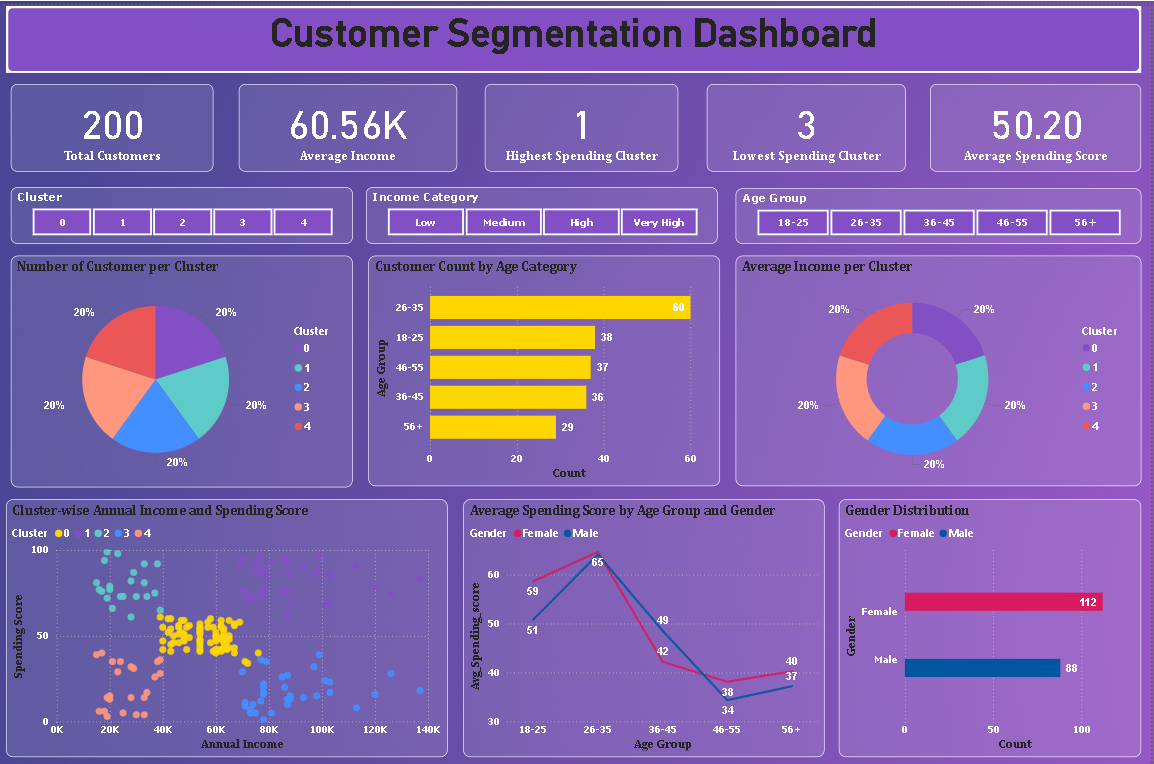 Customer Segmentation Dashboard
200
Total Customers
60.56K
Average Income
1
Highest Spending Cluster
3
Lowest Spending Cluster
50.20
Average Spending Score
Cluster
0 1 2 3 4
Income Category
Low Medium High Very High
Age Group
18-25 26-35 36-45 46-55 56+
Number of Customer per Cluster
20% 20%
20% 20%
20%
Cluster
0
1
2
3
4
Customer Count by Age Category
Age Group
26-35 60
18-25 38
46-55 37
36-45 36
56+ 29
0 20 40 60
Count
Average Income per Cluster
20% 20%
20% 20%
20%
Cluster
0
1
2
3
4
Cluster-wise Annual Income and Spending Score
Cluster 0 1 2 3 4
Spending Score
100
50
0
0K 20K 40K 60K 80K 100K 120K 140K
Annual Income
Average Spending Score by Age Group and Gender
Gender Female Male
Avg_Spending_score
60
50
40
30
59
51
65
49
42
38
34
40
37
18-25 26-35 36-45 46-55 56+
Age Group
Gender Distribution
Gender Female Male
Gender
Female 112
Male 88
0 50 100
Count